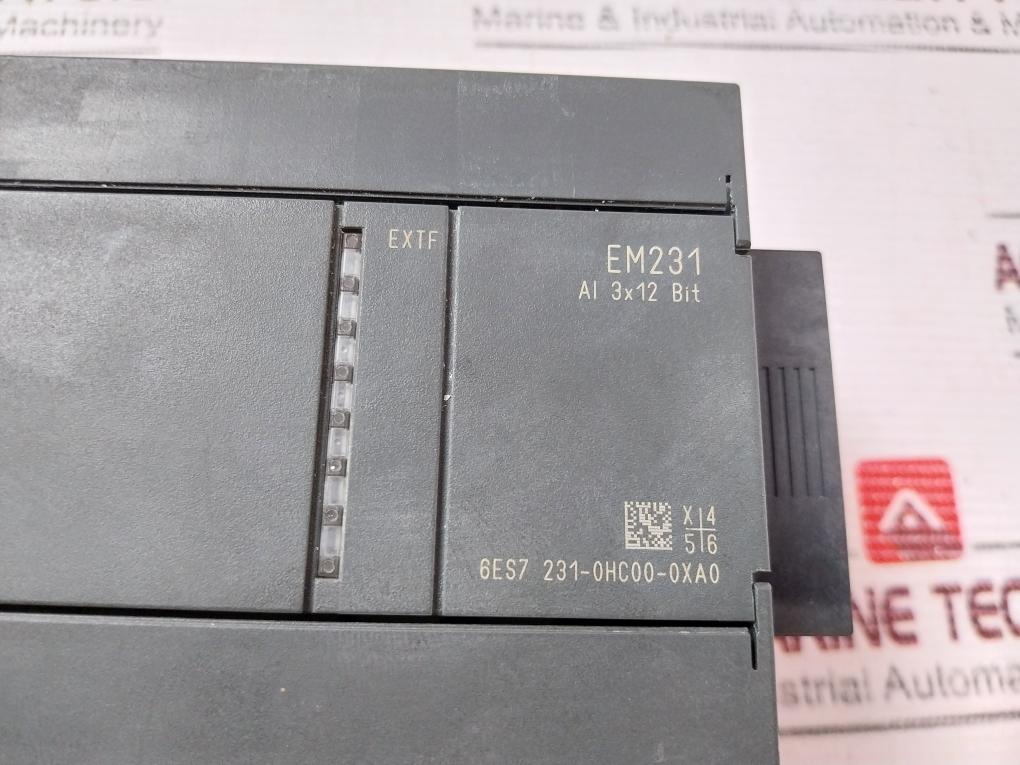 Machinery
Marine & Industrial Automation & M
EXTF
EM231
AI 3x12 Bit
X 4
5 6
6ES7 231-0HC00-0XA0
INE TEC
strial Automa